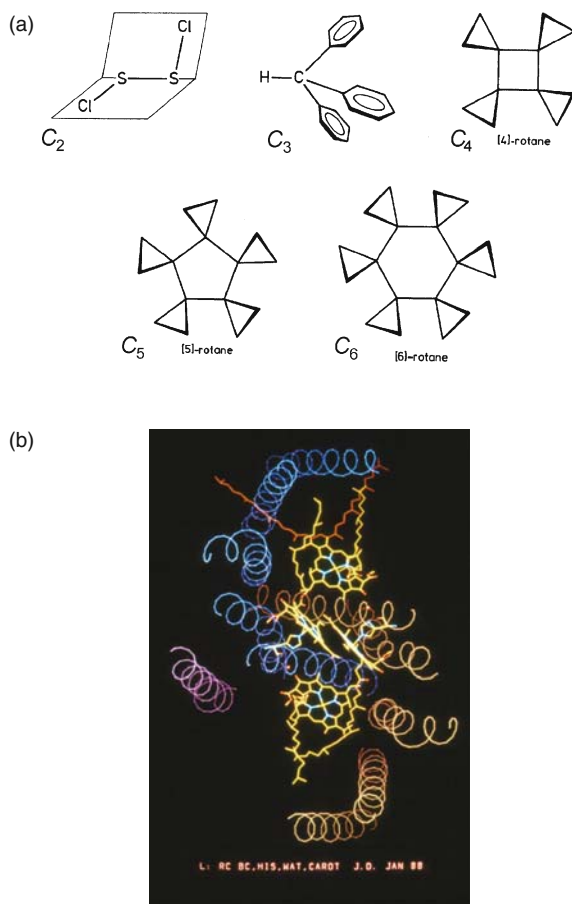 (a)
Cl
S S
Cl
C2
H C
C3
C4 [4]-rotane
C5 [5]-rotane
C6 [6]-rotane
(b)
L: RC BC,HIS,WAT,CAROT J.D. JAN 88